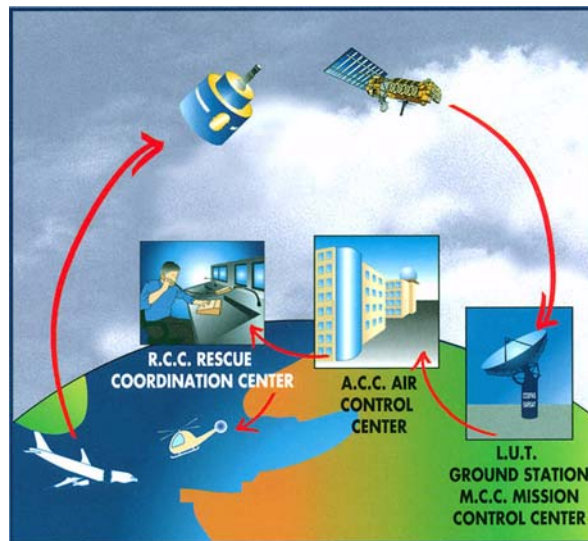 R.C.C. RESCUE
COORDINATION CENTER
A.C.C. AIR
CONTROL
CENTER
L.U.T.
GROUND STATION
M.C.C. MISSION
CONTROL CENTER